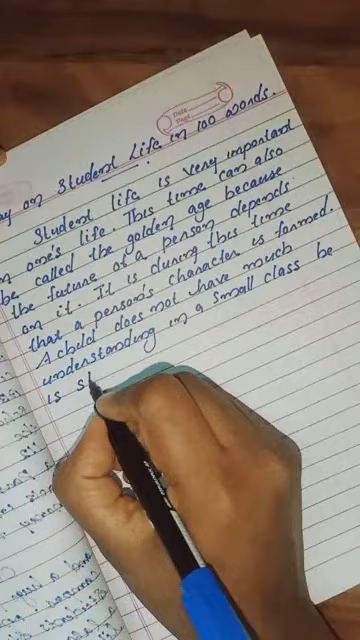 Date
Page
ay on Student Life in 100 words.
Student life is very important
in one's life. This time can also
be called the golden age because
the future of a person depends
on it. It is during this time
that a person's character is formed.
A child does not have much
understanding in a small class be
is st